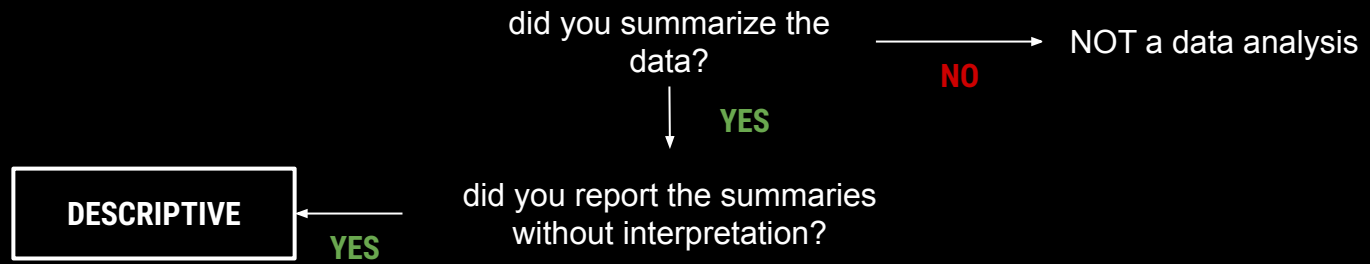 did you summarize the
data?
NOT a data analysis
NO
YES
did you report the summaries
without interpretation?
DESCRIPTIVE
YES